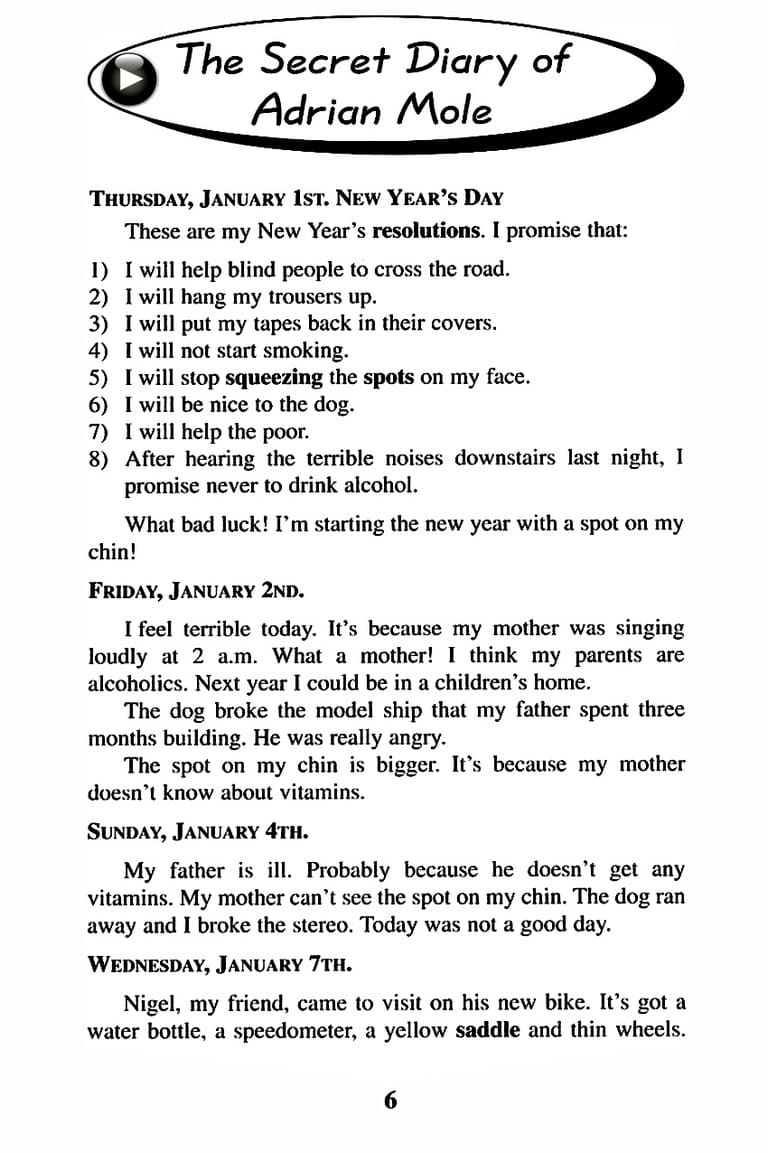 The Secret Diary of
Adrian Mole
THURSDAY, JANUARY 1ST. NEW YEAR'S DAY
These are my New Year's resolutions. I promise that:
1) I will help blind people to cross the road.
2) I will hang my trousers up.
3) I will put my tapes back in their covers.
4) I will not start smoking.
5) I will stop squeezing the spots on my face.
6) I will be nice to the dog.
7) I will help the poor.
8) After hearing the terrible noises downstairs last night, I
promise never to drink alcohol.
What bad luck! I'm starting the new year with a spot on my
chin!
FRIDAY, JANUARY 2ND.
I feel terrible today. It's because my mother was singing
loudly at 2 a.m. What a mother! I think my parents are
alcoholics. Next year I could be in a children's home.
The dog broke the model ship that my father spent three
months building. He was really angry.
The spot on my chin is bigger. It's because my mother
doesn't know about vitamins.
SUNDAY, JANUARY 4TH.
My father is ill. Probably because he doesn't get any
vitamins. My mother can't see the spot on my chin. The dog ran
away and I broke the stereo. Today was not a good day.
WEDNESDAY, JANUARY 7TH.
Nigel, my friend, came to visit on his new bike. It's got a
water bottle, a speedometer, a yellow saddle and thin wheels.
6